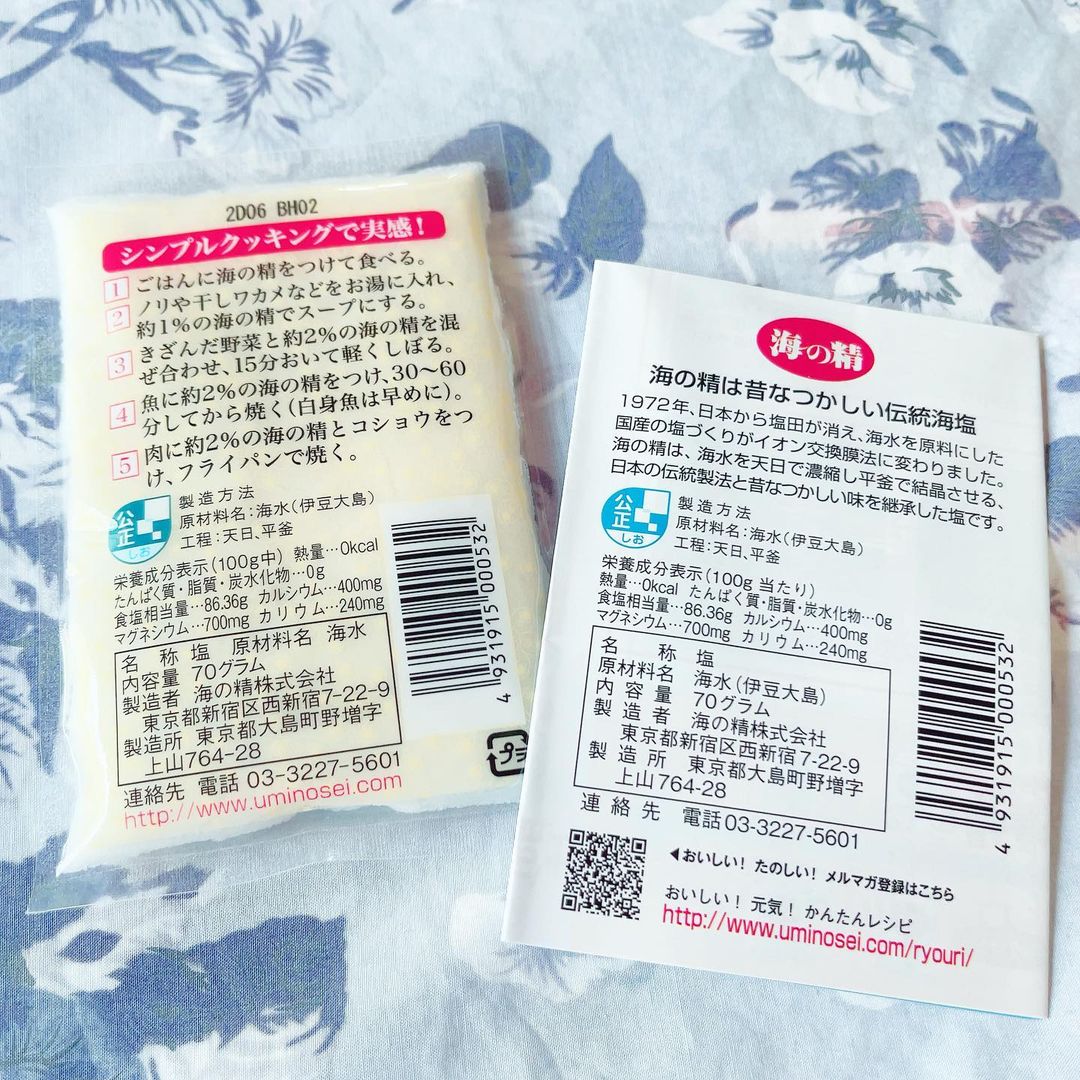 2D06 BH02
シンプルクッキングで実感!
1 ごはんに海の精をつけて食べる。
2 ノリや干しワカメなどをお湯に入れ、
約1%の海の精でスープにする。
3 きざんだ野菜と約2%の海の精を混
ぜ合わせ、15分おいて軽くしぼる。
4 魚に約2%の海の精をつけ、30〜60
分してから焼く(白身魚は早めに)。
5 肉に約2%の海の精とコショウをつ
け、フライパンで焼く。
公正
しお
製造方法
原材料名:海水(伊豆大島)
工程:天日、平釜
栄養成分表示(100g中) 熱量…0kcal
たんぱく質・脂質・炭水化物…0g
食塩相当量…86.36g カルシウム…400mg
マグネシウム…700mg カリウム…240mg
名称 塩 原材料名 海水
内容量 70グラム
製造者 海の精株式会社
東京都新宿区西新宿7-22-9
製造所 東京都大島町野増字
上山764-28
連絡先 電話 03-3227-5601
http://www.uminosei.com
4 931915 000532
プラ
海の精
海の精は昔なつかしい伝統海塩
1972年、日本から塩田が消え、海水を原料にした
国産の塩づくりがイオン交換膜法に変わりました。
海の精は、海水を天日で濃縮し平釜で結晶させる、
日本の伝統製法と昔なつかしい味を継承した塩です。
公正
しお
製造方法
原材料名:海水(伊豆大島)
工程:天日、平釜
栄養成分表示(100g 当たり)
熱量…0kcal たんぱく質・脂質・炭水化物…0g
食塩相当量…86.36g カルシウム…400mg
マグネシウム…700mg カリウム…240mg
名称 塩
原材料名 海水(伊豆大島)
内容量 70グラム
製造者 海の精株式会社
東京都新宿区西新宿7-22-9
製造所 東京都大島町野増字
上山764-28
連絡先 電話03-3227-5601
4 931915 000532
◀おいしい! たのしい! メルマガ登録はこちら
おいしい! 元気! かんたんレシピ
http://www.uminosei.com/ryouri/